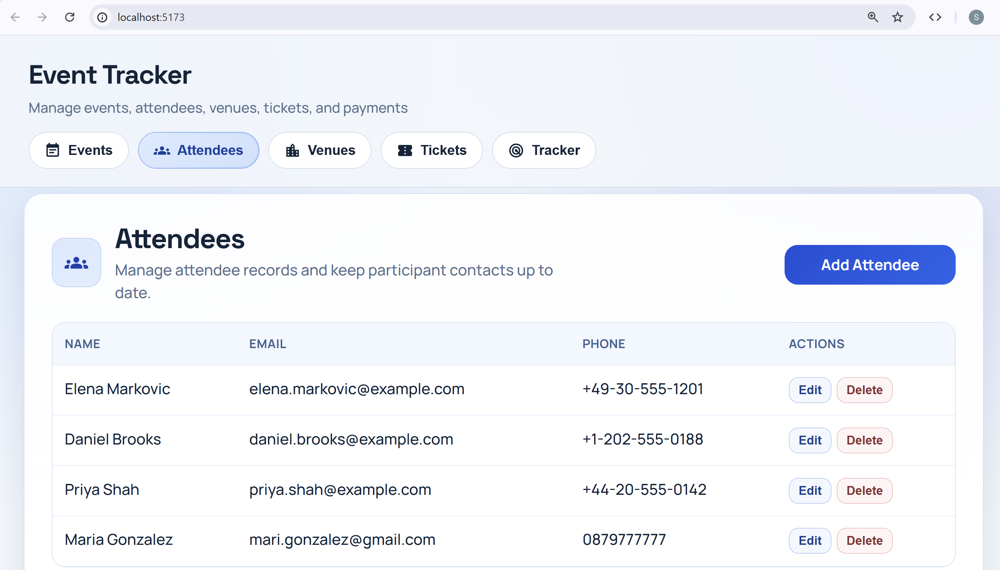 localhost:5173
S
Event Tracker
Manage events, attendees, venues, tickets, and payments
Events Attendees Venues Tickets Tracker
Attendees
Manage attendee records and keep participant contacts up to
date.
Add Attendee
NAME EMAIL PHONE ACTIONS
Elena Markovic elena.markovic@example.com +49-30-555-1201 Edit Delete
Daniel Brooks daniel.brooks@example.com +1-202-555-0188 Edit Delete
Priya Shah priya.shah@example.com +44-20-555-0142 Edit Delete
Maria Gonzalez mari.gonzalez@gmail.com 0879777777 Edit Delete